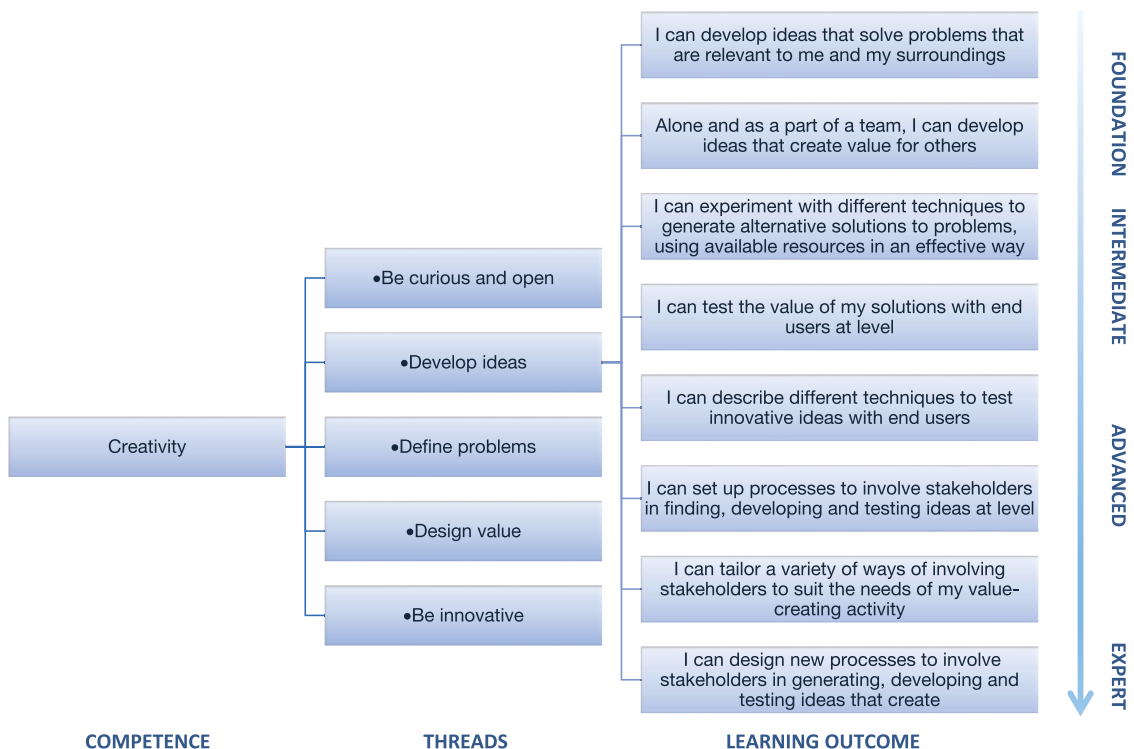 Creativity
•Be curious and open
•Develop ideas
•Define problems
•Design value
•Be innovative
I can develop ideas that solve problems that
are relevant to me and my surroundings
Alone and as a part of a team, I can develop
ideas that create value for others
I can experiment with different techniques to
generate alternative solutions to problems,
using available resources in an effective way
I can test the value of my solutions with end
users at level
I can describe different techniques to test
innovative ideas with end users
I can set up processes to involve stakeholders
in finding, developing and testing ideas at level
I can tailor a variety of ways of involving
stakeholders to suit the needs of my value-
creating activity
I can design new processes to involve
stakeholders in generating, developing and
testing ideas that create
FOUNDATION
INTERMEDIATE
ADVANCED
EXPERT
COMPETENCE
THREADS
LEARNING OUTCOME